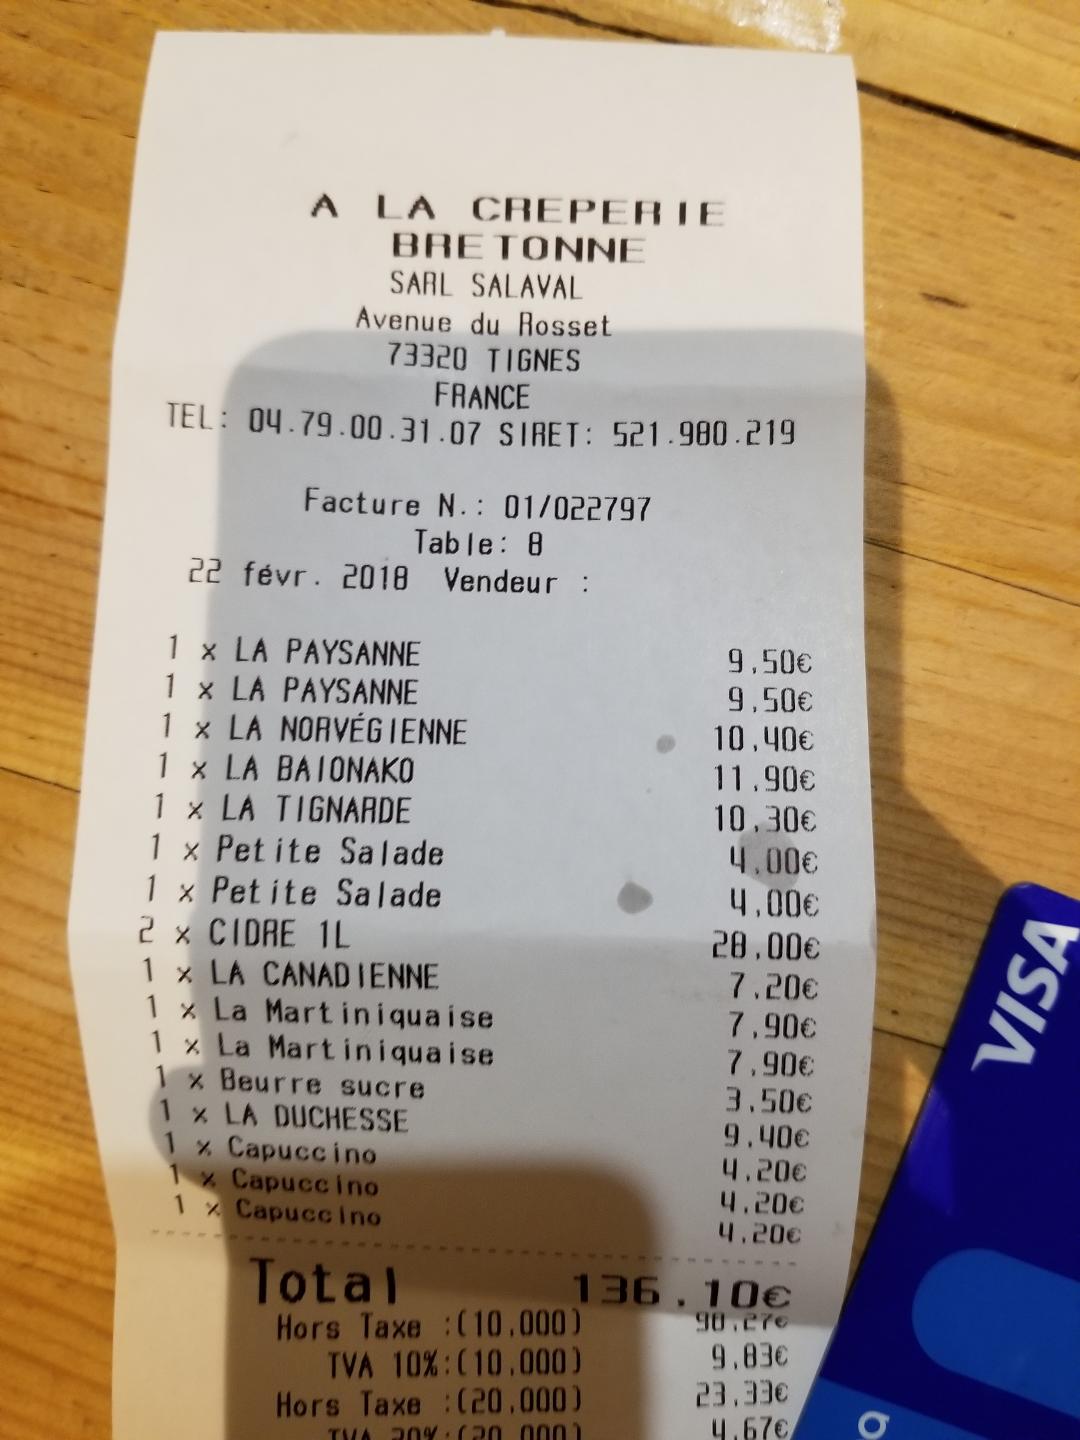 A LA CREPERIE
BRETONNE
SARL SALAVAL
Avenue du Rosset
73320 TIGNES
FRANCE
TEL: 04.79.00.31.07 SIRET: 521.980.219
Facture N.: 01/022797
Table: 8
22 févr. 2018 Vendeur :
1 x LA PAYSANNE 9,50€
1 x LA PAYSANNE 9,50€
1 x LA NORVÉGIENNE 10,40€
1 x LA BAIONAKO 11,90€
1 x LA TIGNARDE 10,30€
1 x Petite Salade 4,00€
1 x Petite Salade 4,00€
2 x CIDRE 1L 28,00€
1 x LA CANADIENNE 7,20€
1 x La Martiniquaise 7,90€
1 x La Martiniquaise 7,90€
1 x Beurre sucre 3,50€
1 x LA DUCHESSE 9,40€
1 x Capuccino 4,20€
1 x Capuccino 4,20€
1 x Capuccino 4,20€
Total 136,10€
Hors Taxe :(10,000) 98,27€
TVA 10%:(10,000) 9,83€
Hors Taxe :(20,000) 23,33€
TVA 20%:(20,000) 4,67€
VISA